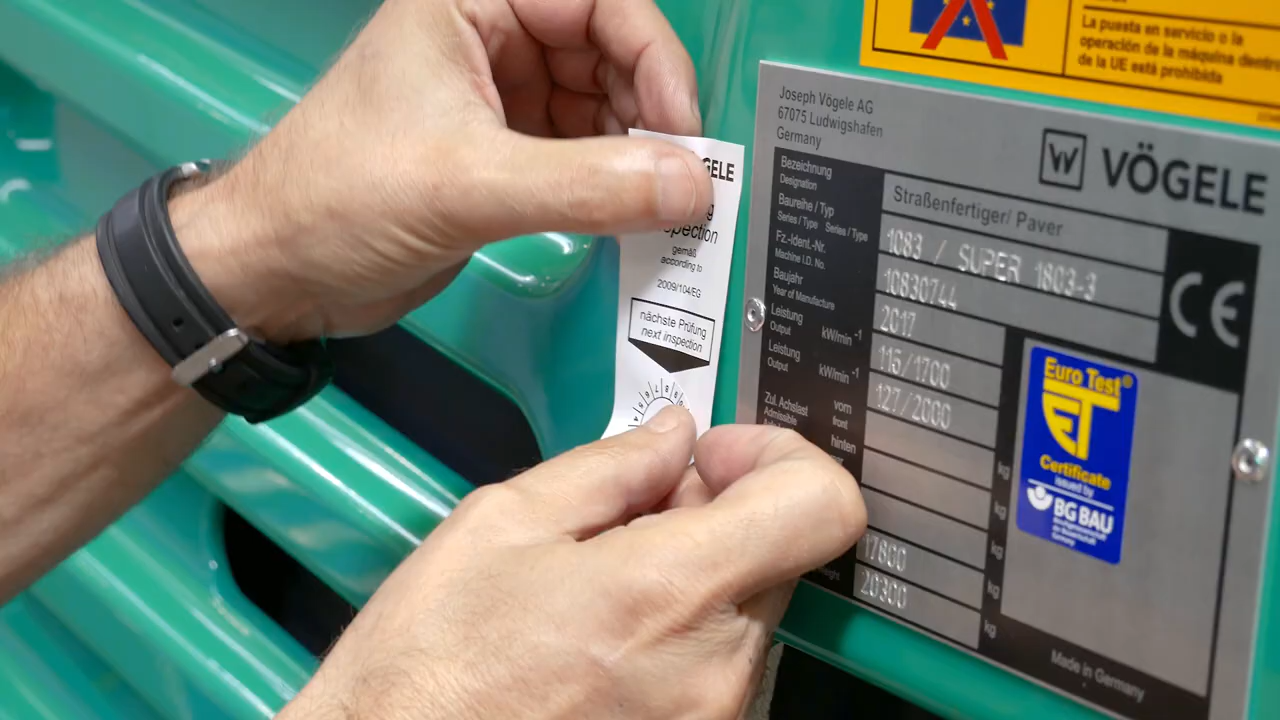 La puesta en servicio o la
operación de la máquina dentro
de la UE está prohibida
Joseph Vögele AG
67075 Ludwigshafen
Germany
VÖGELE
Bezeichnung
Designation
Straßenfertiger/ Paver
Baureihe / Typ
Series / Type Series / Type
1083 / SUPER 1803-3
Fz.-Ident.-Nr.
Machine I.D. No.
10830744
Baujahr
Year of Manufacture
2017
Leistung
Output
kW/min⁻¹
115/1700
Leistung
Output
kW/min⁻¹
127/2000
Zul. Achslast
Admissible
vom
front
hinten
kg
kg
kg
17800
kg
20300
kg
CE
Euro Test®
ET
Certificate
issued by
BG BAU
Made in Germany
gemäß
according to
2009/104/EG
nächste Prüfung
next inspection